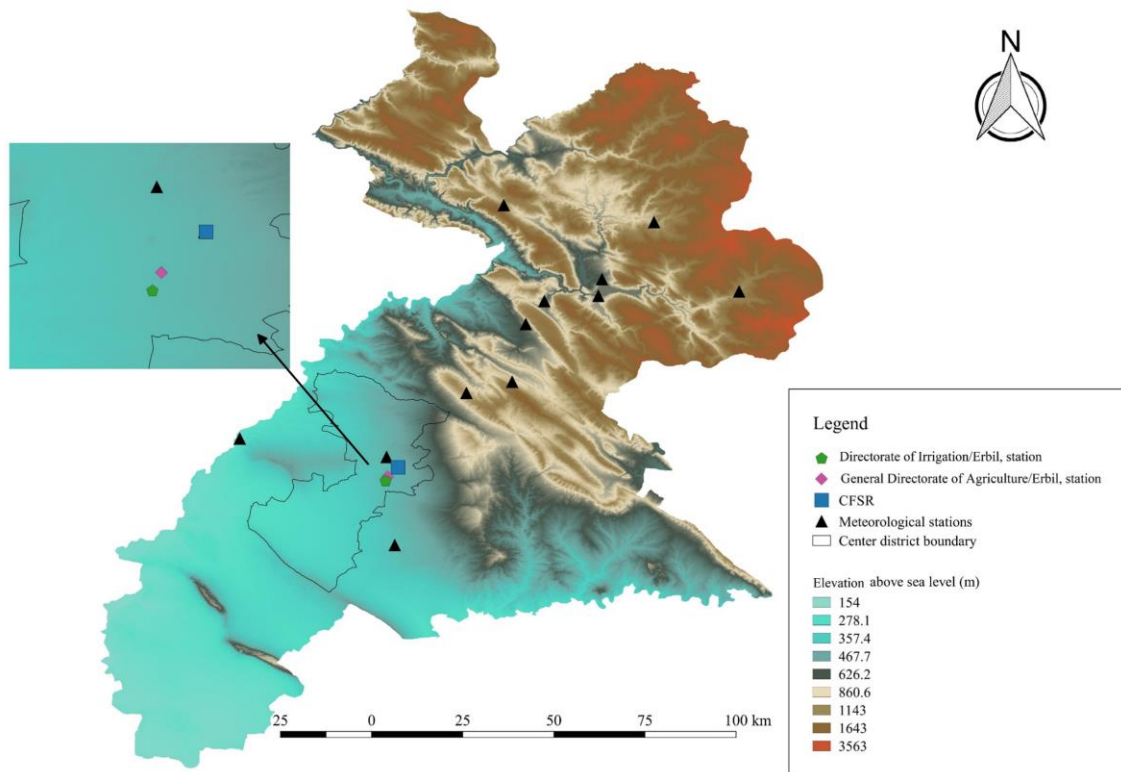 N
Legend
Directorate of Irrigation/Erbil, station
General Directorate of Agriculture/Erbil, station
CFSR
Meteorological stations
Center district boundary
Elevation above sea level (m)
154
278.1
357.4
467.7
626.2
860.6
1143
1643
3563
25 0 25 50 75 100 km